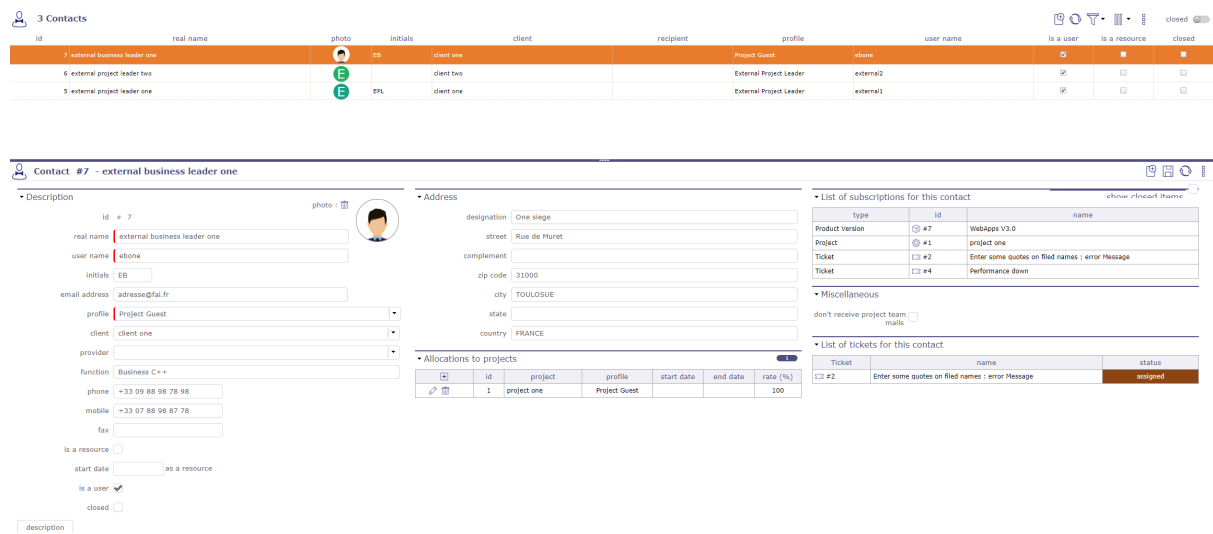 3 Contacts
closed
id real name photo initials client recipient profile user name is a user is a resource closed
7 external business leader one EB client one Project Guest ebone
6 external project leader two E client two External Project Leader external2
5 external project leader one E EPL client one External Project Leader external1
Contact #7 - external business leader one
Description
photo :
id # 7
real name external business leader one
user name ebone
initials EB
email address adresse@fai.fr
profile Project Guest
client client one
provider
function Business C++
phone +33 09 88 98 78 98
mobile +33 07 88 98 87 78
fax
is a resource
start date as a resource
is a user
closed
description
Address
designation One siege
street Rue de Muret
complement
zip code 31000
city TOULOSUE
state
country FRANCE
Allocations to projects 1
id project profile start date end date rate (%)
1 project one Project Guest 100
List of subscriptions for this contact show closed items
type id name
Product Version #7 WebApps V3.0
Project #1 project one
Ticket #2 Enter some quotes on filed names : error Message
Ticket #4 Performance down
Miscellaneous
don't receive project team
mails
List of tickets for this contact
Ticket name status
#2 Enter some quotes on filed names : error Message assigned